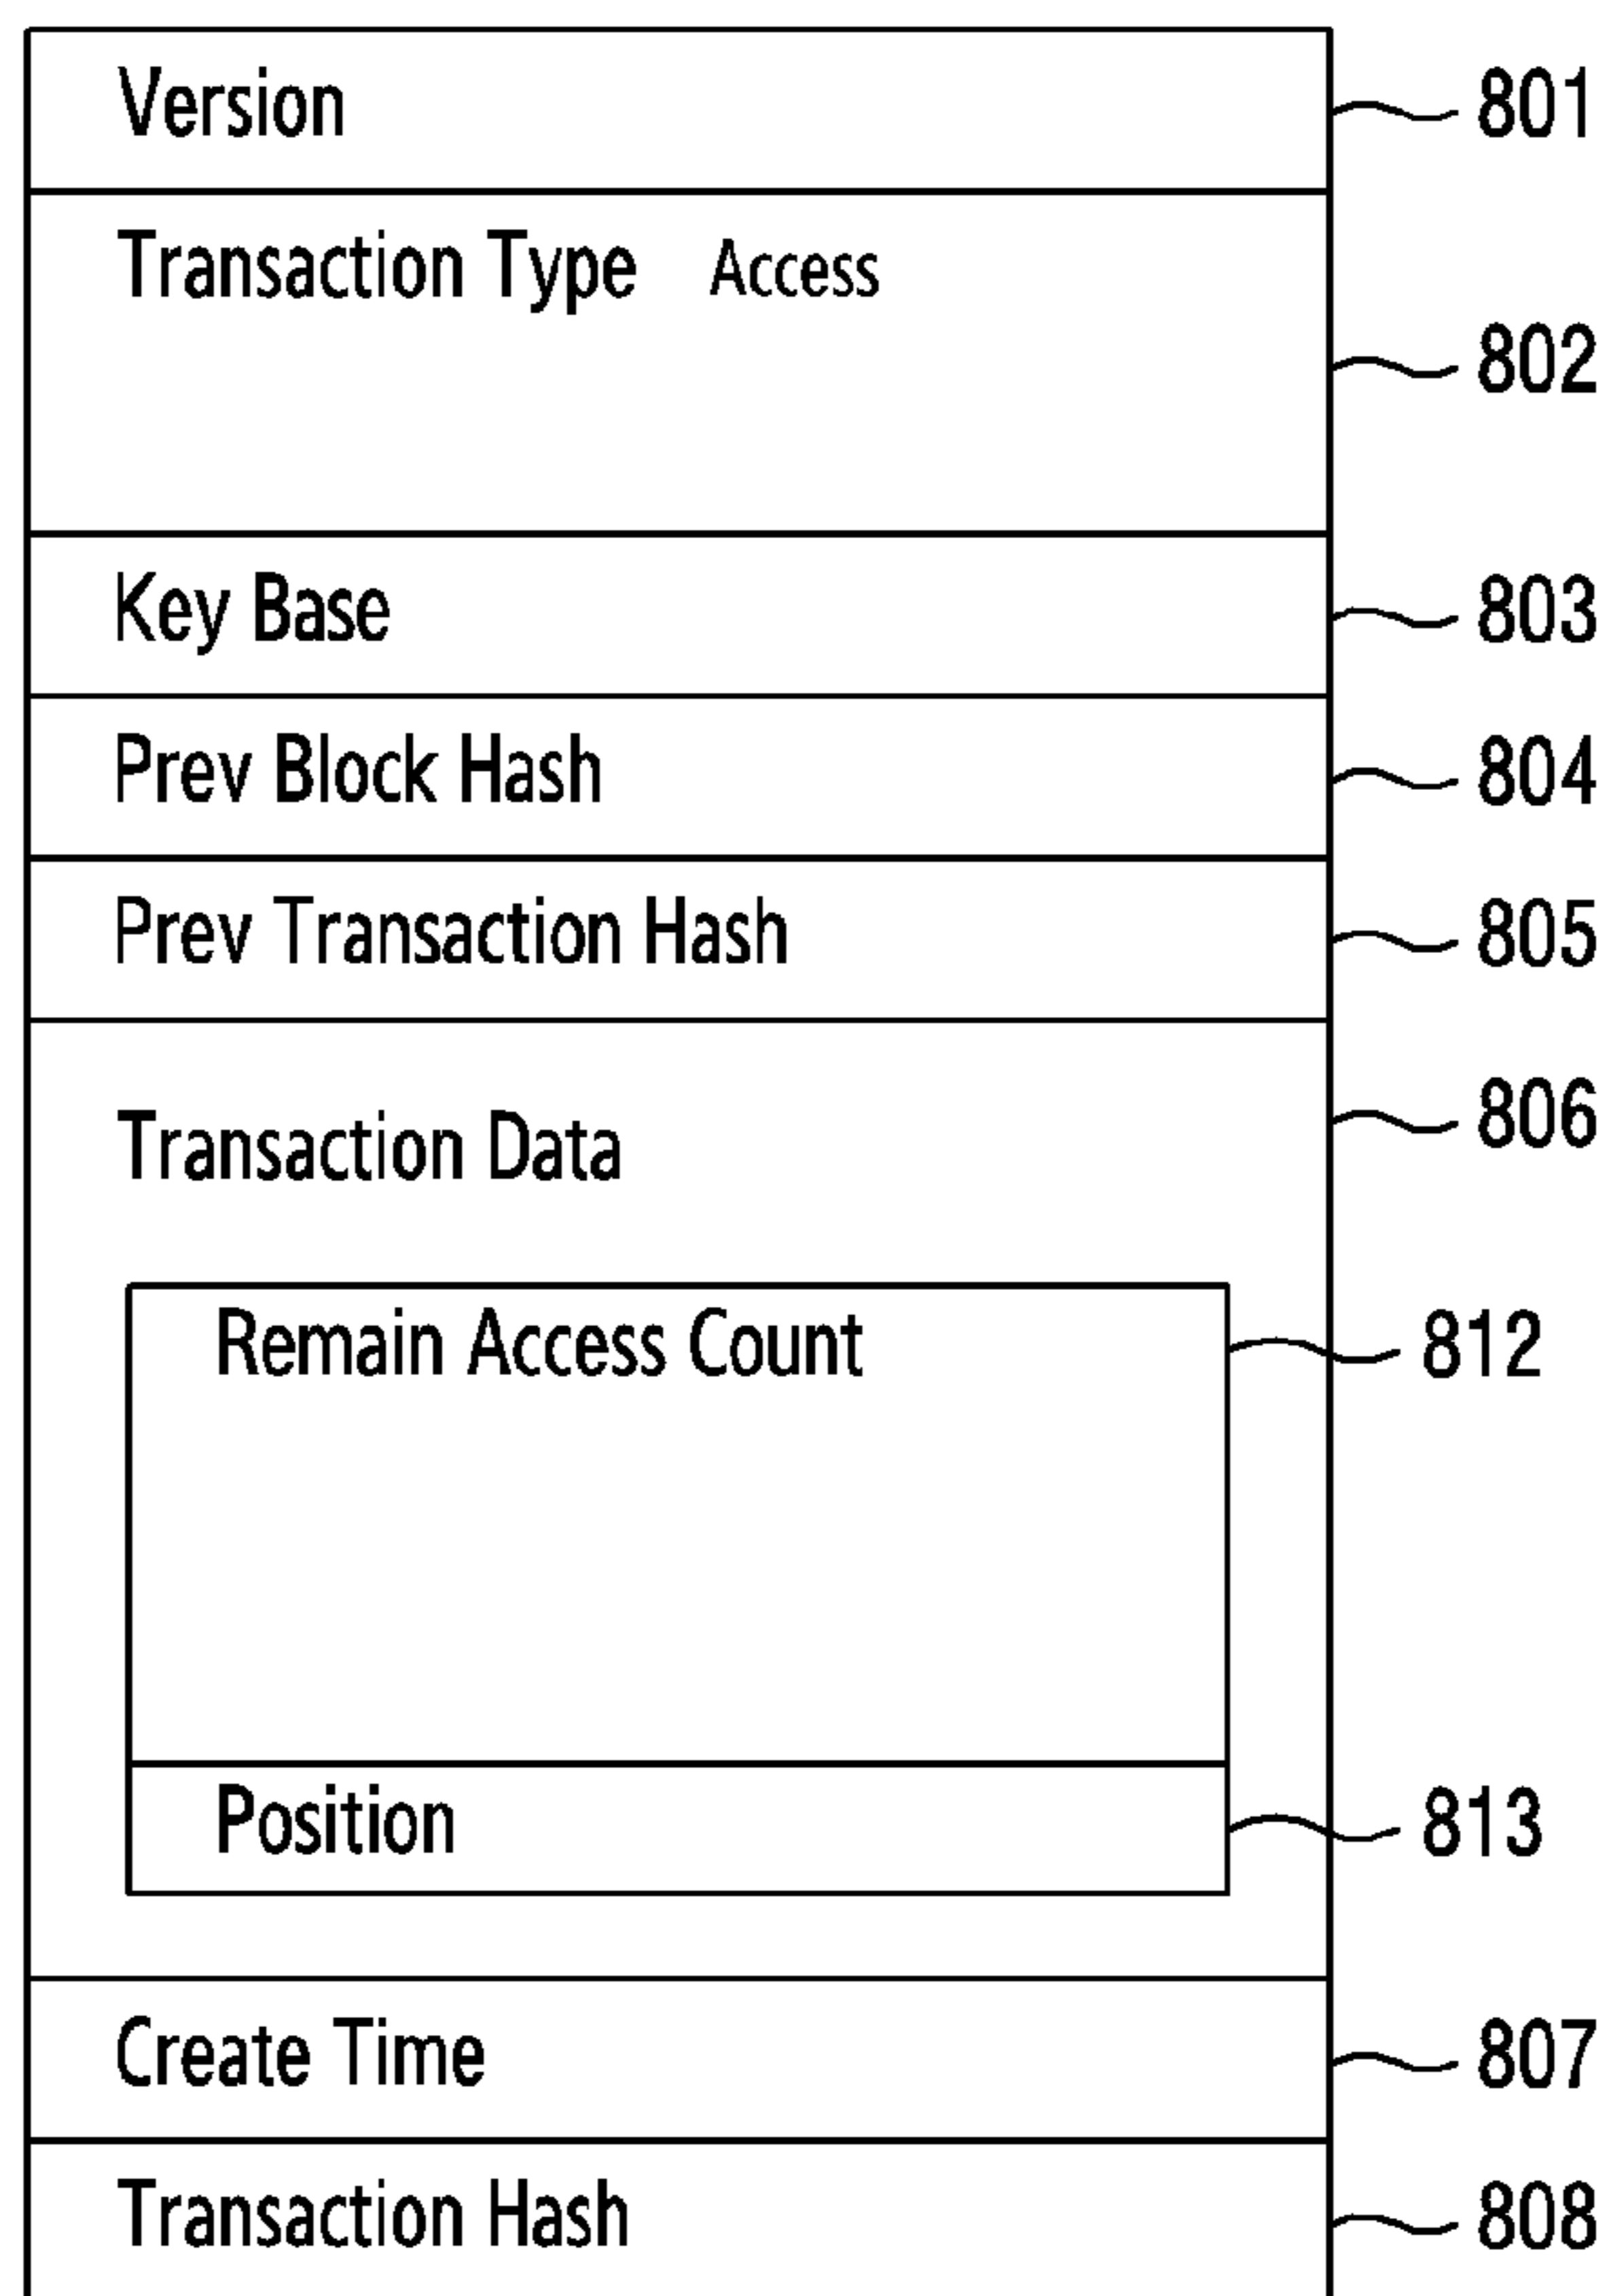 Version 801
Transaction Type Access
802
Key Base 803
Prev Block Hash 804
Prev Transaction Hash 805
806
Transaction Data
Remain Access Count 812
Position 813
Create Time 807
Transaction Hash 808